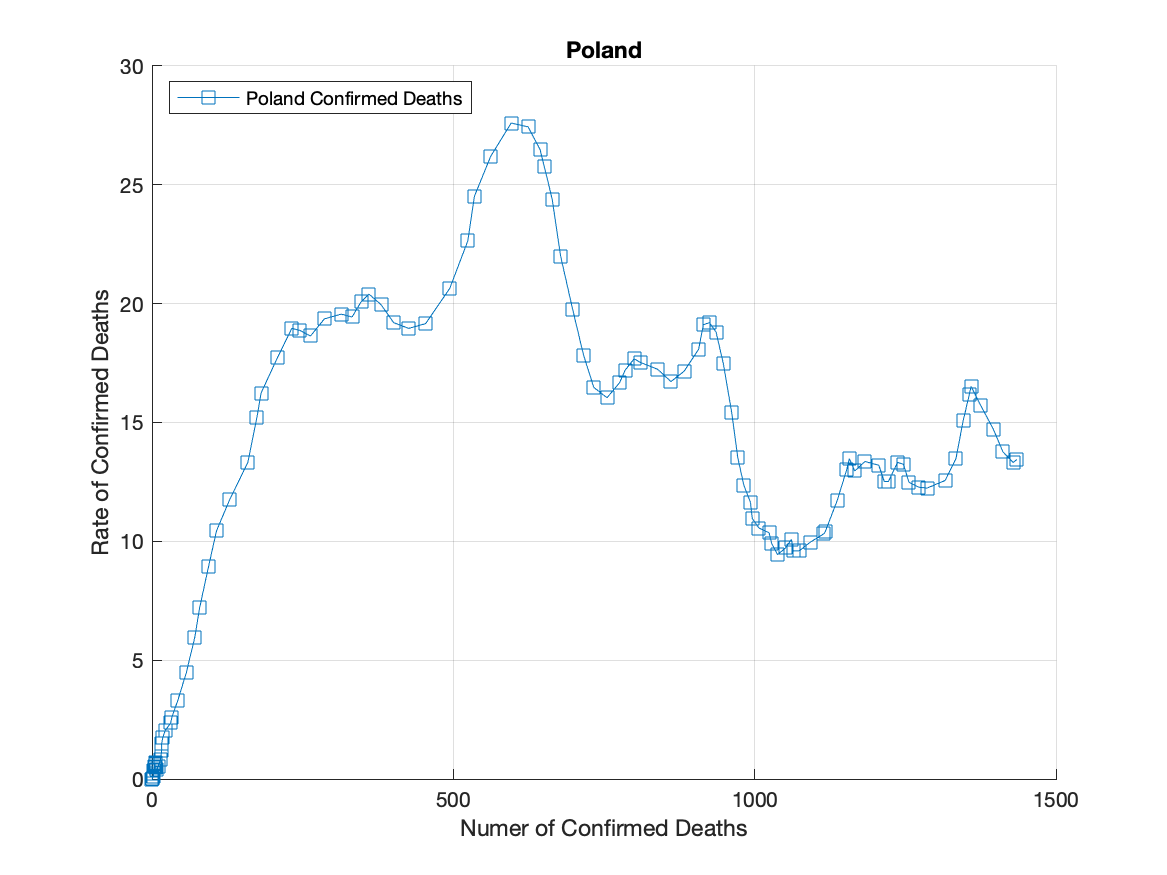 Poland
30
Poland Confirmed Deaths
25
20
15
10
5
0
Rate of Confirmed Deaths
0 500 1000 1500
Numer of Confirmed Deaths